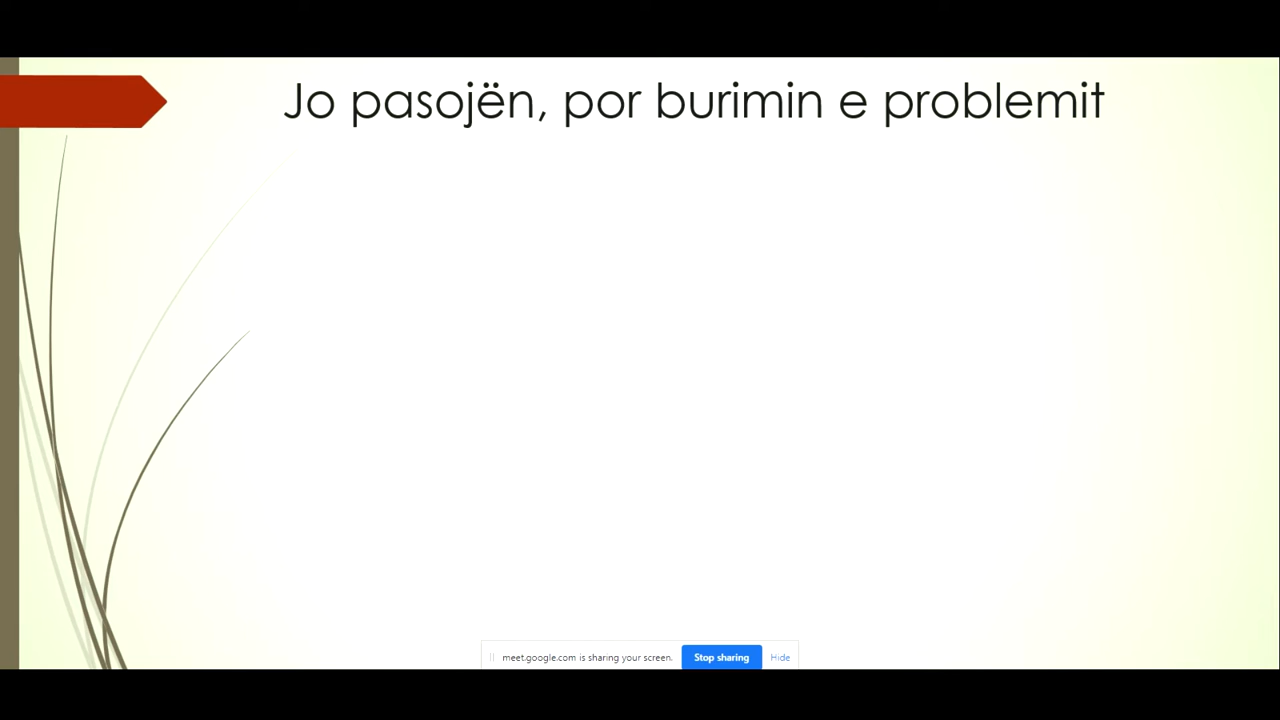 Jo pasojën, por burimin e problemit
meet.google.com is sharing your screen. Stop sharing Hide